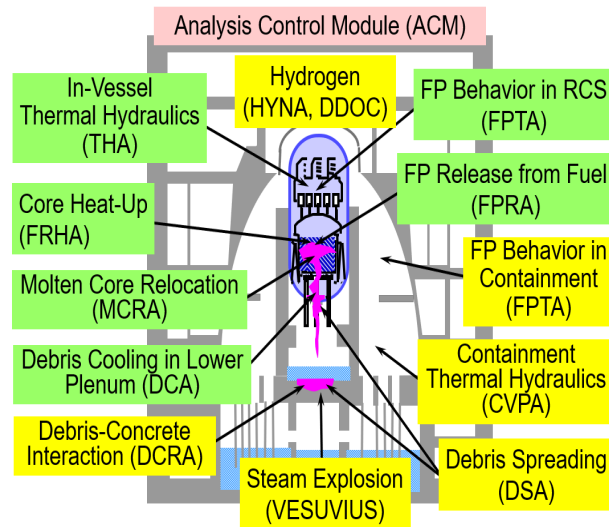 Analysis Control Module (ACM)
In-Vessel
Thermal Hydraulics
(THA)
Hydrogen
(HYNA, DDOC)
FP Behavior in RCS
(FPTA)
Core Heat-Up
(FRHA)
FP Release from Fuel
(FPRA)
Molten Core Relocation
(MCRA)
FP Behavior in
Containment
(FPTA)
Debris Cooling in Lower
Plenum (DCA)
Containment
Thermal Hydraulics
(CVPA)
Debris-Concrete
Interaction (DCRA)
Steam Explosion
(VESUVIUS)
Debris Spreading
(DSA)